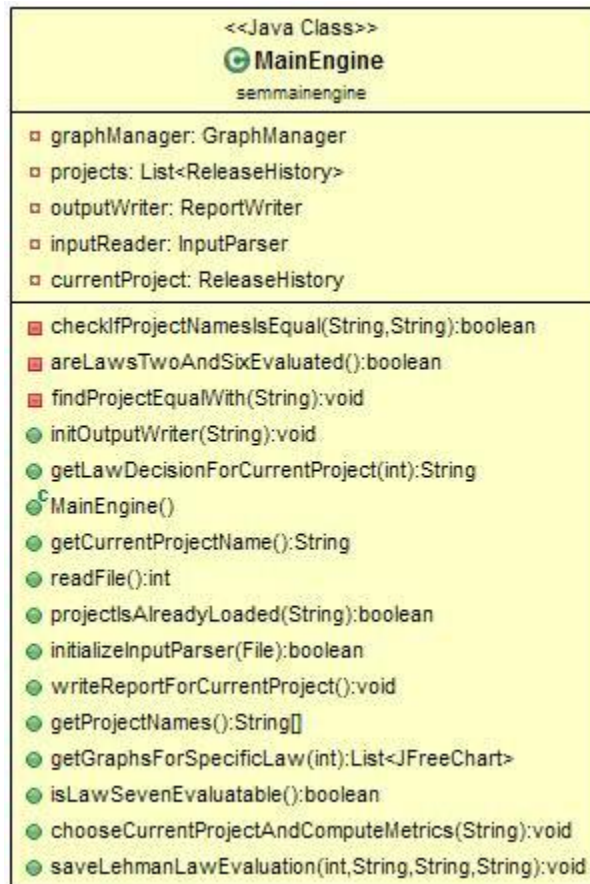 <<Java Class>>
MainEngine
semmainengine
graphManager: GraphManager
projects: List<ReleaseHistory>
outputWriter: ReportWriter
inputReader: InputParser
currentProject: ReleaseHistory
checkIfProjectNamesIsEqual(String,String):boolean
areLawsTwoAndSixEvaluated():boolean
findProjectEqualWith(String):void
initOutputWriter(String):void
getLawDecisionForCurrentProject(int):String
MainEngine()
getCurrentProjectName():String
readFile():int
projectIsAlreadyLoaded(String):boolean
initializeInputParser(File):boolean
writeReportForCurrentProject():void
getProjectNames():String[]
getGraphsForSpecificLaw(int):List<JFreeChart>
isLawSevenEvaluatable():boolean
chooseCurrentProjectAndComputeMetrics(String):void
saveLehmanLawEvaluation(int,String,String,String):void